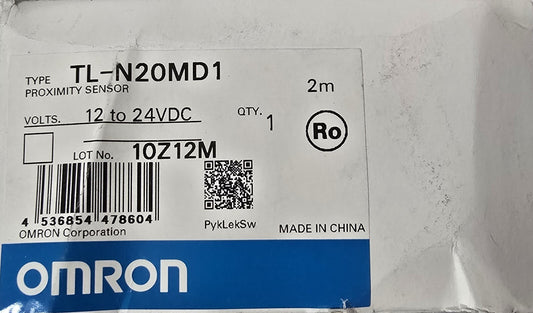 TYPE TL-N20MD1
PROXIMITY SENSOR
2m
VOLTS. 12 to 24VDC
QTY. 1
Ro
LOT No. 10Z12M
4 536854 478604
PykLekSw
OMRON Corporation
MADE IN CHINA
OMRON